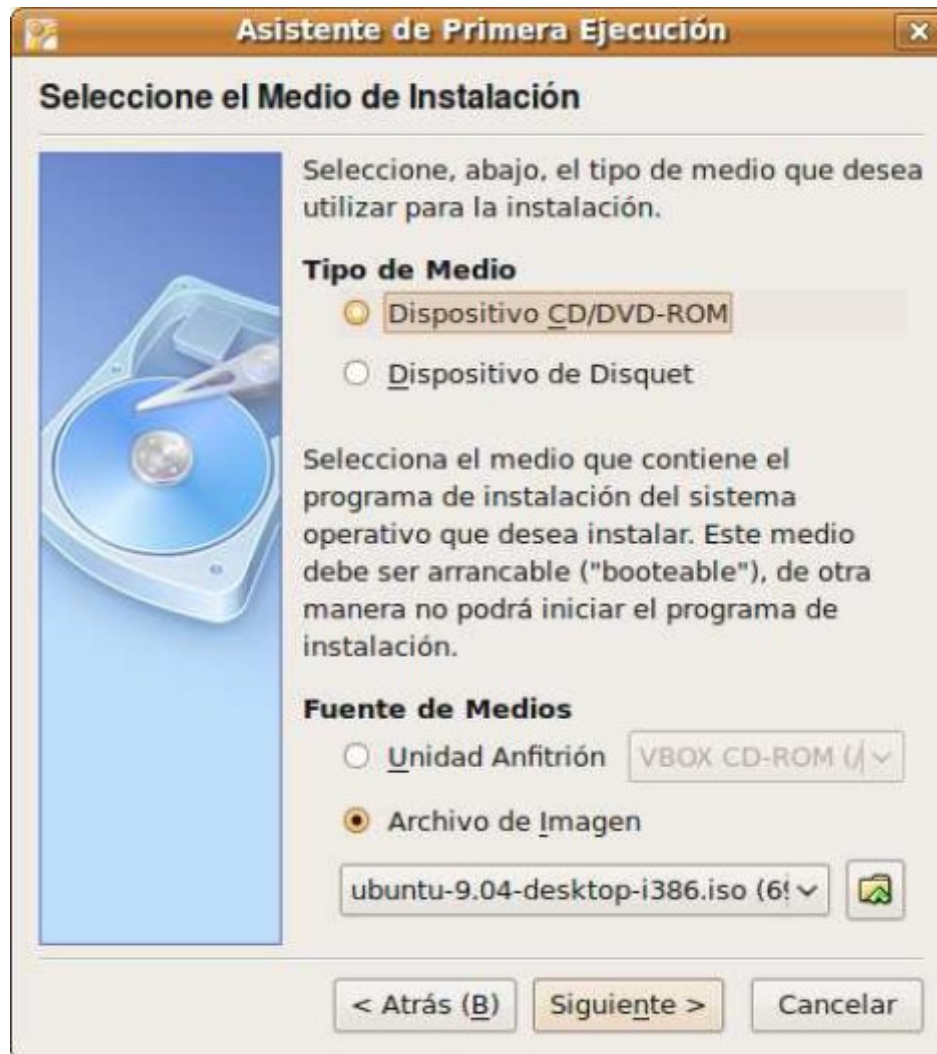 Asistente de Primera Ejecución
Seleccione el Medio de Instalación
Seleccione, abajo, el tipo de medio que desea
utilizar para la instalación.
Tipo de Medio
Dispositivo CD/DVD-ROM
Dispositivo de Disquet
Selecciona el medio que contiene el
programa de instalación del sistema
operativo que desea instalar. Este medio
debe ser arrancable ("booteable"), de otra
manera no podrá iniciar el programa de
instalación.
Fuente de Medios
Unidad Anfitrión VBOX CD-ROM (/
Archivo de Imagen
ubuntu-9.04-desktop-i386.iso (69
< Atrás (B) Siguiente > Cancelar